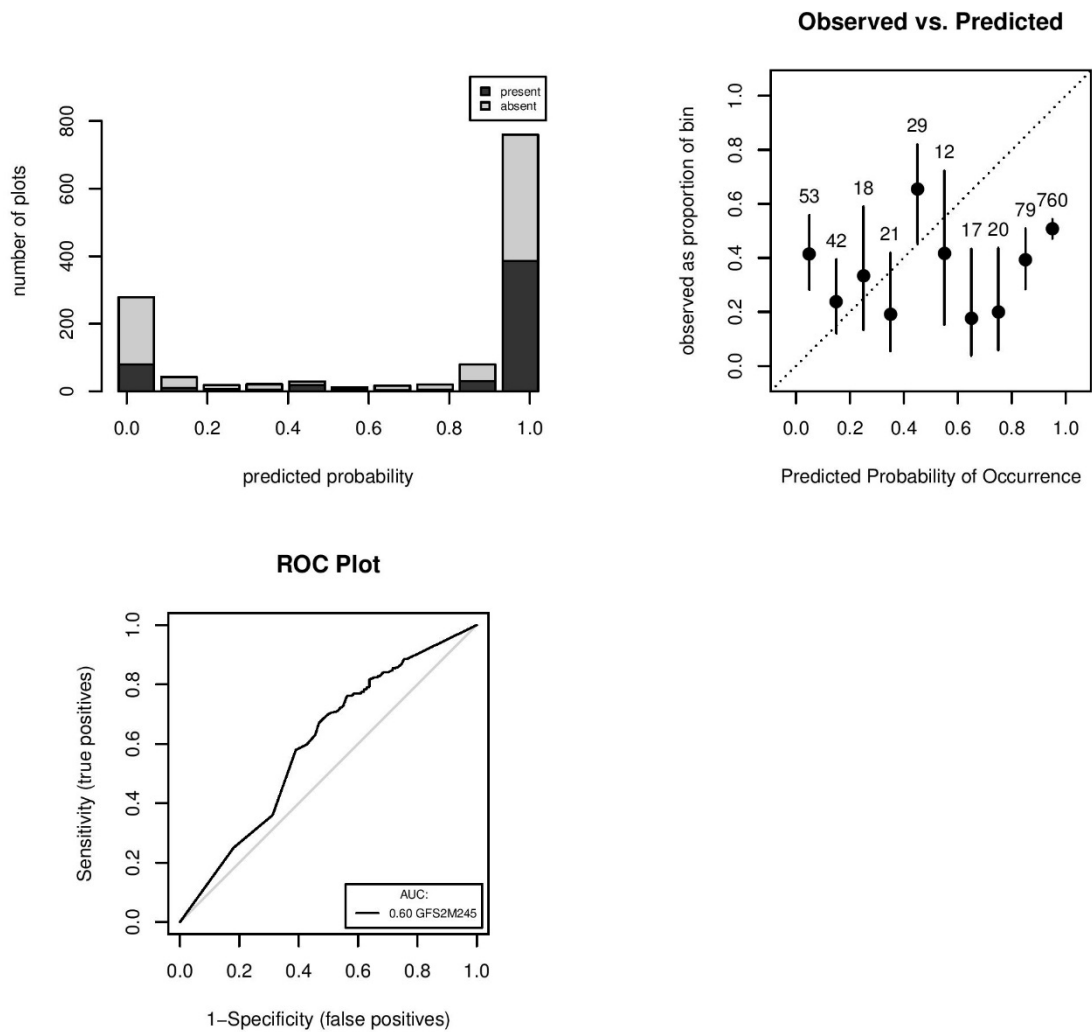 present
absent
number of plots
800
600
400
200
0
0.0 0.2 0.4 0.6 0.8 1.0
predicted probability
Observed vs. Predicted
observed as proportion of bin
1.0
0.8
0.6
0.4
0.2
0.0
53
42
18
21
29
12
17
20
79
760
0.0 0.2 0.4 0.6 0.8 1.0
Predicted Probability of Occurrence
ROC Plot
Sensitivity (true positives)
1.0
0.8
0.6
0.4
0.2
0.0
AUC:
0.60 GFS2M245
0.0 0.2 0.4 0.6 0.8 1.0
1−Specificity (false positives)